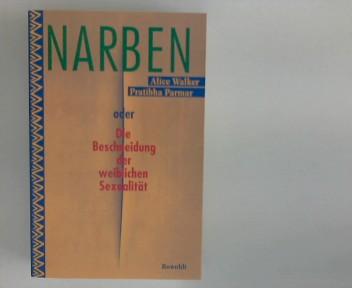 NARBEN
Alice Walker
Pratibha Parmar
oder
Die
Beschneidung
der
weiblichen
Sexualität
Rowohlt